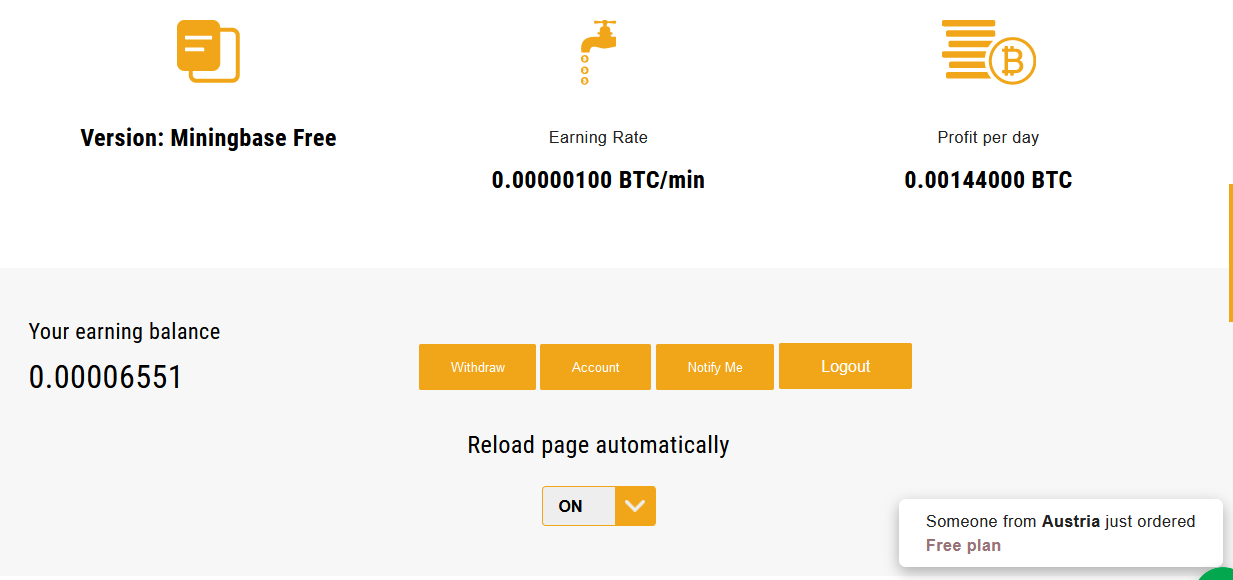 Version: Miningbase Free
Earning Rate
0.00000100 BTC/min
Profit per day
0.00144000 BTC
Your earning balance
0.00006551
Withdraw
Account
Notify Me
Logout
Reload page automatically
ON
Someone from Austria just ordered
Free plan